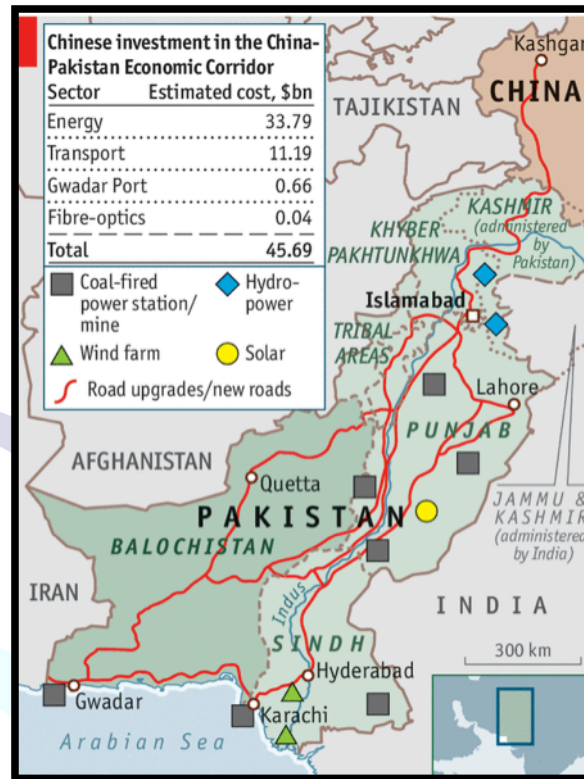 Chinese investment in the China-
Pakistan Economic Corridor
Sector Estimated cost, $bn
Energy 33.79
Transport 11.19
Gwadar Port 0.66
Fibre-optics 0.04
Total 45.69
Coal-fired
power station/
mine
Hydro-
power
Wind farm
Solar
Road upgrades/new roads
Kashgar
CHINA
TAJIKISTAN
KASHMIR
(administered
by
Pakistan)
KHYBER
PAKHTUNKHWA
Islamabad
TRIBAL
AREAS
Lahore
PUNJAB
AFGHANISTAN
Quetta
PAKISTAN
JAMMU &
KASHMIR
(administered
by India)
BALOCHISTAN
IRAN
Indus
INDIA
SINDH
300 km
Hyderabad
Gwadar
Karachi
Arabian Sea